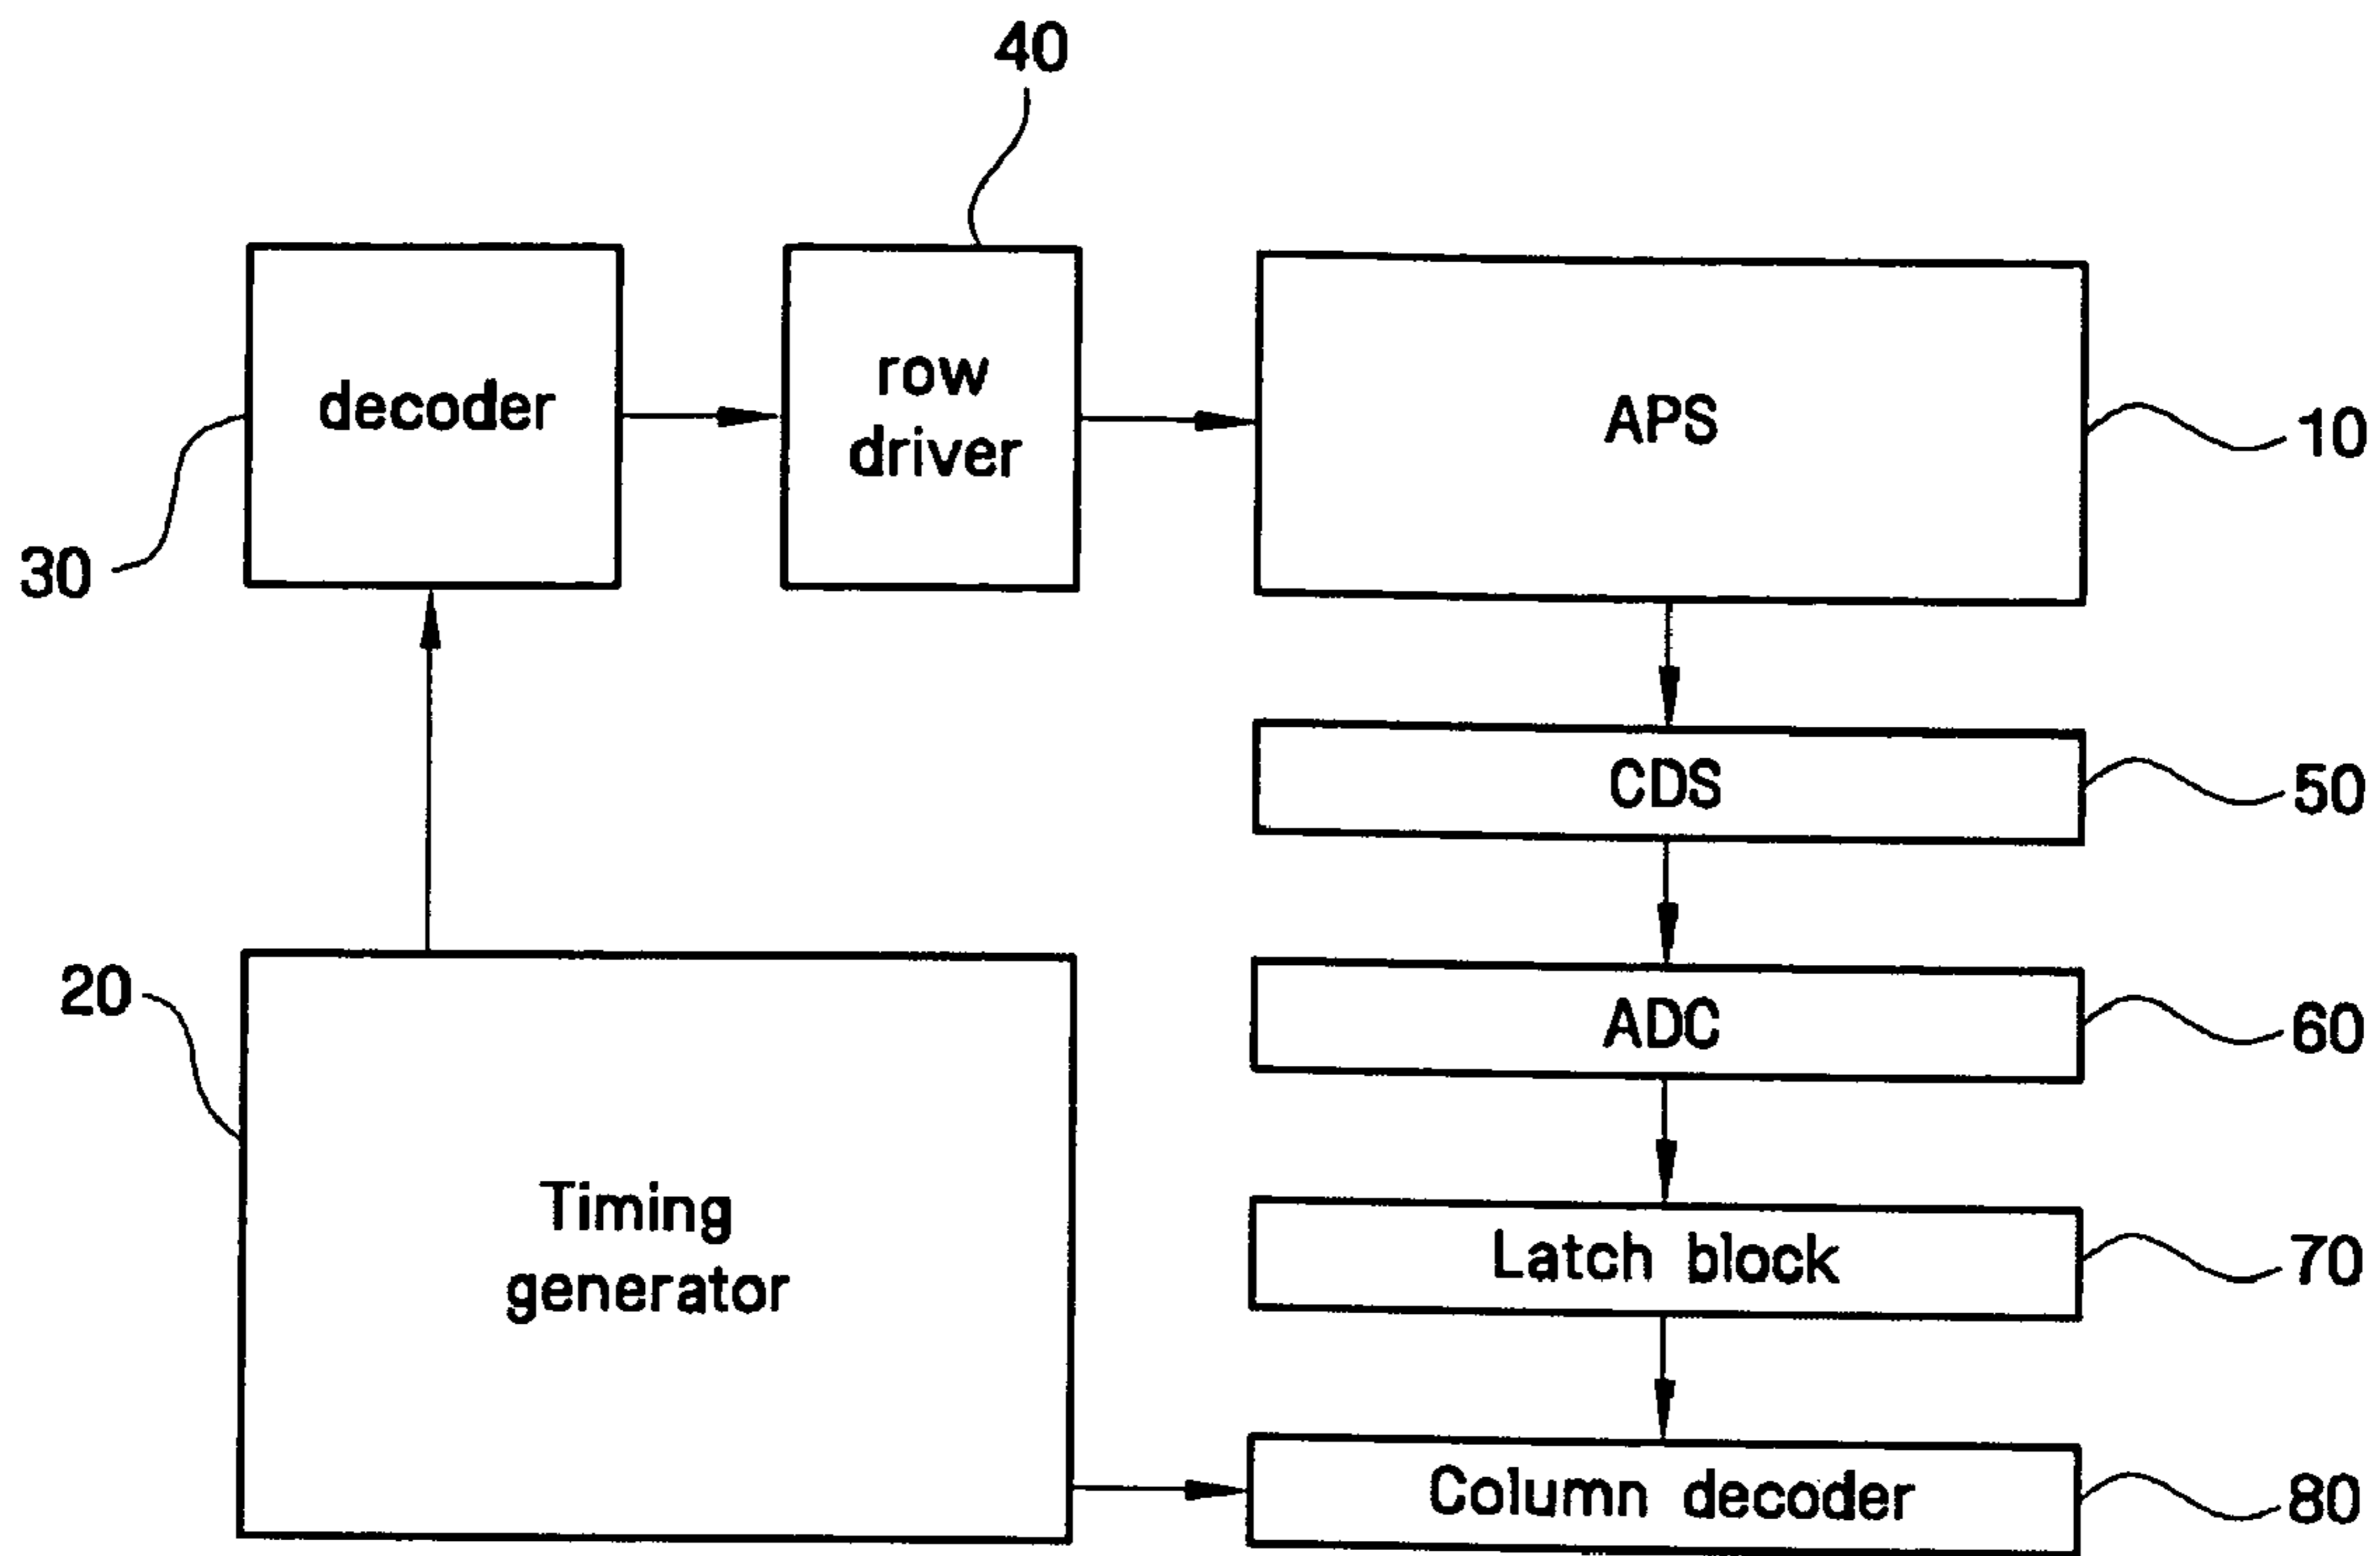 40
decoder
row
driver
APS
10
30
CDS
50
20
ADC
60
Timing
generator
Latch block
70
Column decoder
80